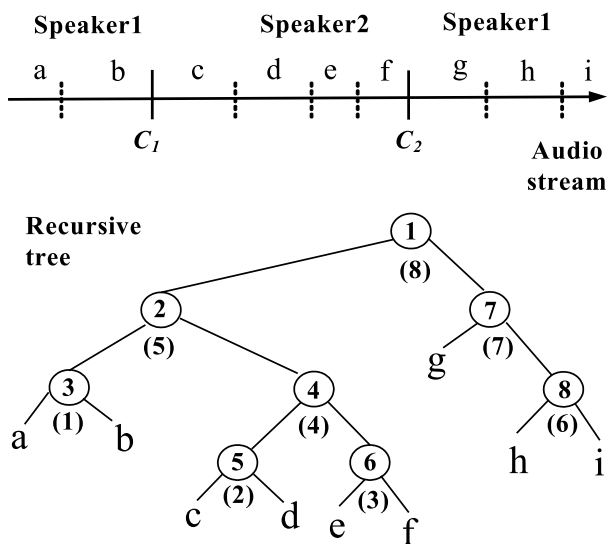 Speaker1 Speaker2 Speaker1
a b c d e f g h i
C1 C2
Audio
stream
Recursive
tree
1
(8)
2 7
(5) (7)
g
3 4 8
(1) (4) (6)
a b
5 6
(2) (3)
h i
c d e f